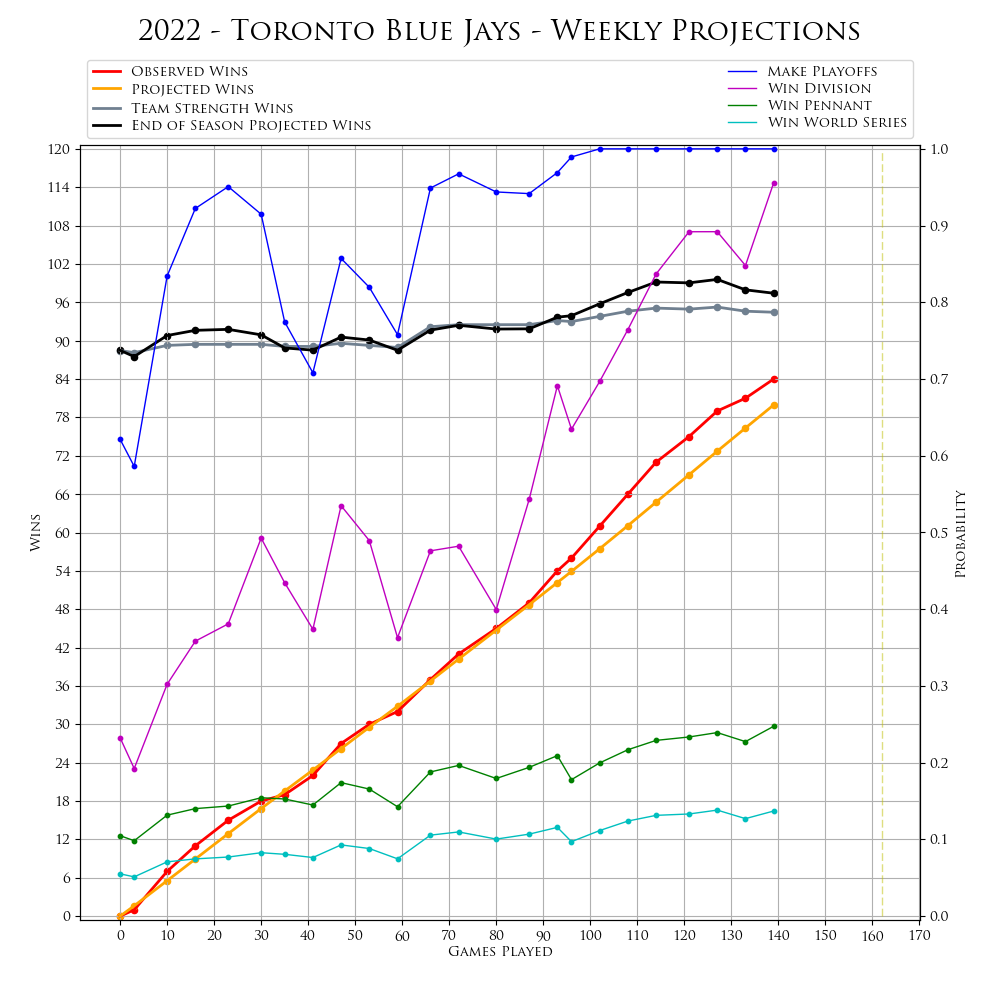 2022 - Toronto Blue Jays - Weekly Projections
Observed Wins
Projected Wins
Team Strength Wins
End of Season Projected Wins
Make Playoffs
Win Division
Win Pennant
Win World Series
120
114
108
102
96
90
84
78
72
66
60
54
48
42
36
30
24
18
12
6
0
Wins
1.0
0.9
0.8
0.7
0.6
0.5
0.4
0.3
0.2
0.1
0.0
Probability
0 10 20 30 40 50 60 70 80 90 100 110 120 130 140 150 160 170
Games Played